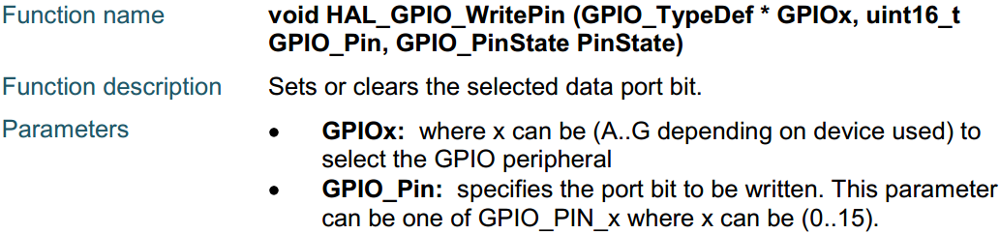 Function name void HAL_GPIO_WritePin (GPIO_TypeDef * GPIOx, uint16_t
GPIO_Pin, GPIO_PinState PinState)
Function description Sets or clears the selected data port bit.
Parameters • GPIOx: where x can be (A..G depending on device used) to
select the GPIO peripheral
• GPIO_Pin: specifies the port bit to be written. This parameter
can be one of GPIO_PIN_x where x can be (0..15).